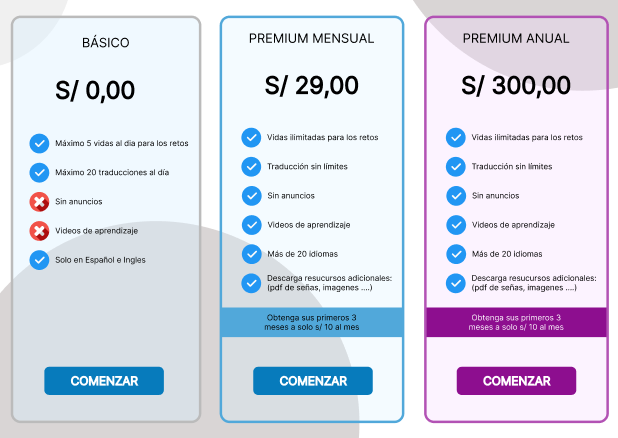 BÁSICO
S/ 0,00
Máximo 5 vidas al dia para los retos
Máximo 20 traducciones al día
Sin anuncios
Videos de aprendizaje
Solo en Español e Ingles
COMENZAR
PREMIUM MENSUAL
S/ 29,00
Vidas ilimitadas para los retos
Traducción sin límites
Sin anuncios
Videos de aprendizaje
Más de 20 idiomas
Descarga resucursos adicionales:
(pdf de señas, imagenes ....)
Obtenga sus primeros 3
meses a solo s/ 10 al mes
COMENZAR
PREMIUM ANUAL
S/ 300,00
Vidas ilimitadas para los retos
Traducción sin límites
Sin anuncios
Videos de aprendizaje
Más de 20 idiomas
Descarga resucursos adicionales:
(pdf de señas, imagenes ....)
Obtenga sus primeros 3
meses a solo s/ 10 al mes
COMENZAR